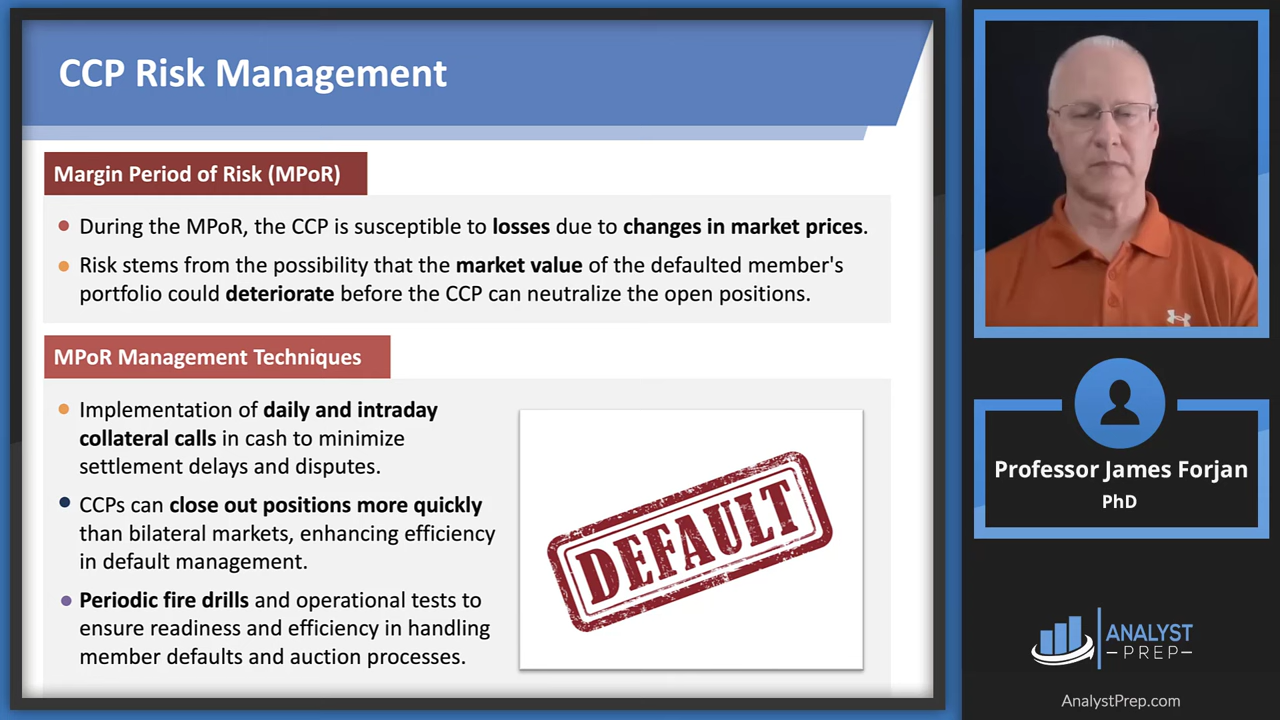 CCP Risk Management
Margin Period of Risk (MPoR)
During the MPoR, the CCP is susceptible to losses due to changes in market prices.
Risk stems from the possibility that the market value of the defaulted member's
portfolio could deteriorate before the CCP can neutralize the open positions.
MPoR Management Techniques
Implementation of daily and intraday
collateral calls in cash to minimize
settlement delays and disputes.
CCPs can close out positions more quickly
than bilateral markets, enhancing efficiency
in default management.
Periodic fire drills and operational tests to
ensure readiness and efficiency in handling
member defaults and auction processes.
DEFAULT
Professor James Forjan
PhD
ANALYST
–PREP–
AnalystPrep.com